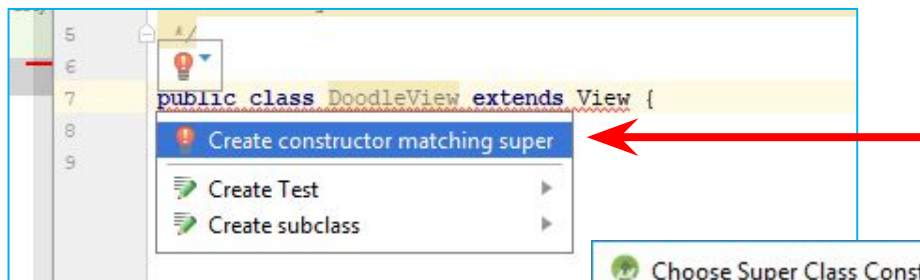 5 */
6
7 public class DoodleView extends View {
8
9
Create constructor matching super
Create Test
Create subclass
Choose Super Class Const